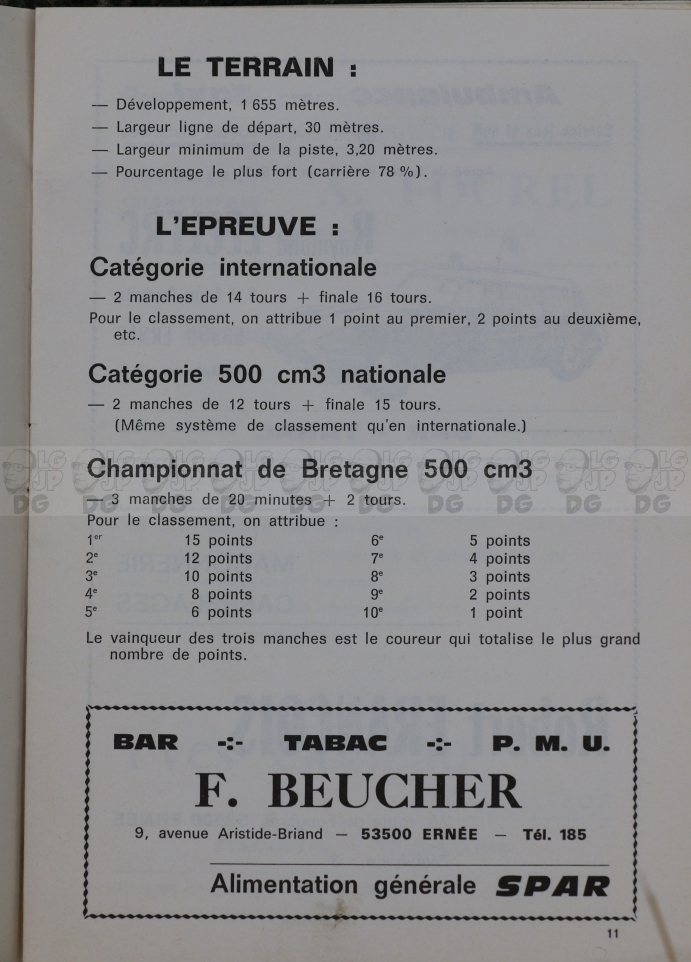 LE TERRAIN :
— Développement, 1 655 mètres.
— Largeur ligne de départ, 30 mètres.
— Largeur minimum de la piste, 3,20 mètres.
— Pourcentage le plus fort (carrière 78 %).
L'EPREUVE :
Catégorie internationale
— 2 manches de 14 tours + finale 16 tours.
Pour le classement, on attribue 1 point au premier, 2 points au deuxième,
etc.
Catégorie 500 cm3 nationale
— 2 manches de 12 tours + finale 15 tours.
(Même système de classement qu'en internationale.)
Championnat de Bretagne 500 cm3
— 3 manches de 20 minutes + 2 tours.
Pour le classement, on attribue :
1er 15 points 6e 5 points
2e 12 points 7e 4 points
3e 10 points 8e 3 points
4e 8 points 9e 2 points
5e 6 points 10e 1 point
Le vainqueur des trois manches est le coureur qui totalise le plus grand
nombre de points.
BAR -:- TABAC -:- P. M. U.
F. BEUCHER
9, avenue Aristide-Briand — 53500 ERNÉE — Tél. 185
Alimentation générale SPAR
11